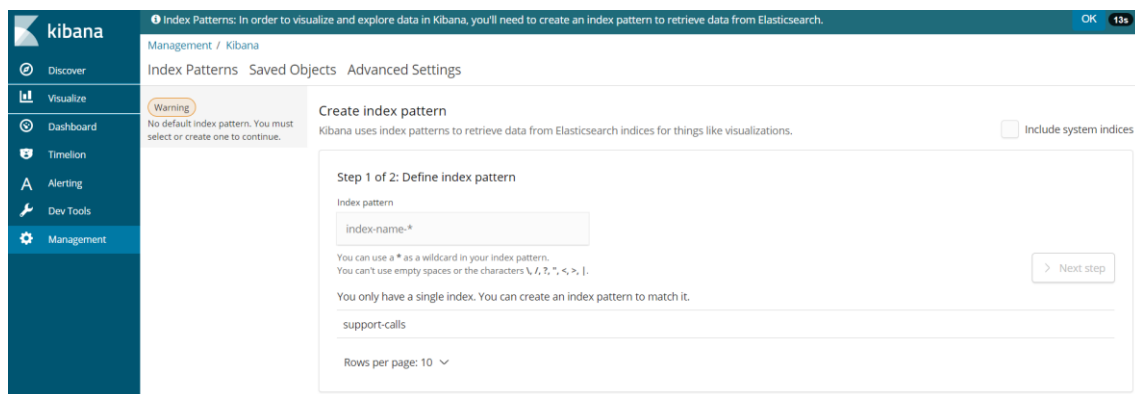 kibana
Discover
Visualize
Dashboard
Timelion
Alerting
Dev Tools
Management
Index Patterns: In order to visualize and explore data in Kibana, you'll need to create an index pattern to retrieve data from Elasticsearch.
OK 13s
Management / Kibana
Index Patterns Saved Objects Advanced Settings
Warning
No default index pattern. You must
select or create one to continue.
Create index pattern
Kibana uses index patterns to retrieve data from Elasticsearch indices for things like visualizations.
Include system indices
Step 1 of 2: Define index pattern
Index pattern
index-name-*
You can use a * as a wildcard in your index pattern.
You can't use empty spaces or the characters \, /, ?, ", <, >, |.
> Next step
You only have a single index. You can create an index pattern to match it.
support-calls
Rows per page: 10